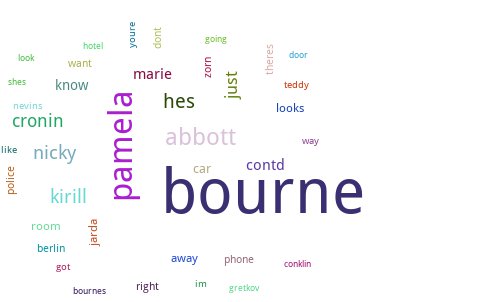 youre
dont
going
hotel
theres
door
look
want
zorn
marie
shes
know
just
teddy
nevins
hes
looks
cronin
pamela
abbott
way
like
nicky
car
contd
police
kirill
bourne
room
jarda
berlin
away
phone
got
conklin
bournes
right
im
gretkov